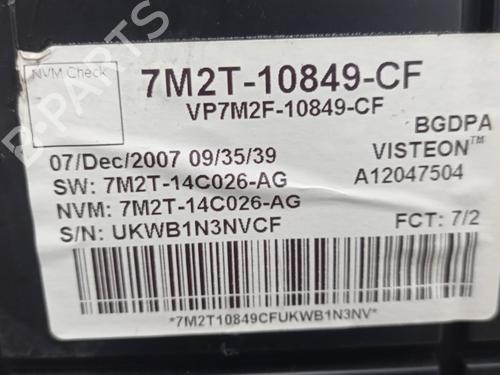 B-PARTS
NVM Check
7M2T-10849-CF
VP7M2F-10849-CF
BGDPA
07/Dec/2007 09/35/39
VISTEON™
SW: 7M2T-14C026-AG
A12047504
NVM: 7M2T-14C026-AG
S/N: UKWB1N3NVCF
FCT: 7/2
*7M2T10849CFUKWB1N3NV*